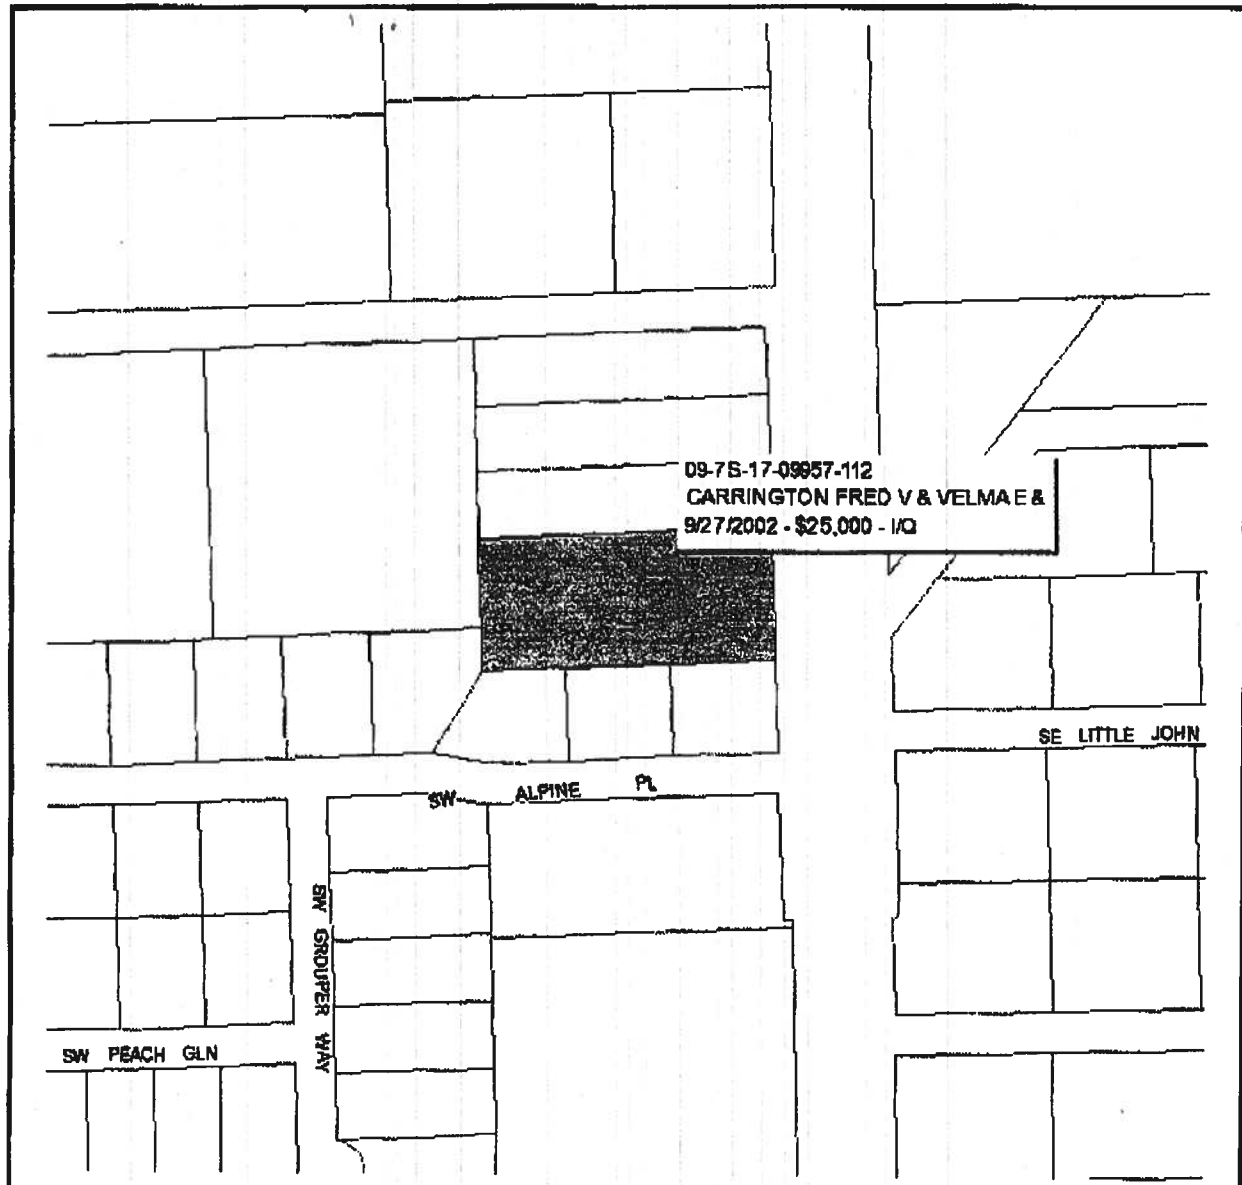 09-7S-17-09957-112
CARRINGTON FRED V & VELMA E &
9/27/2002 - $25,000 - I/Q
SE LITTLE JOHN
SW ALPINE PL
SW GROUPER WAY
SW PEACH GLN